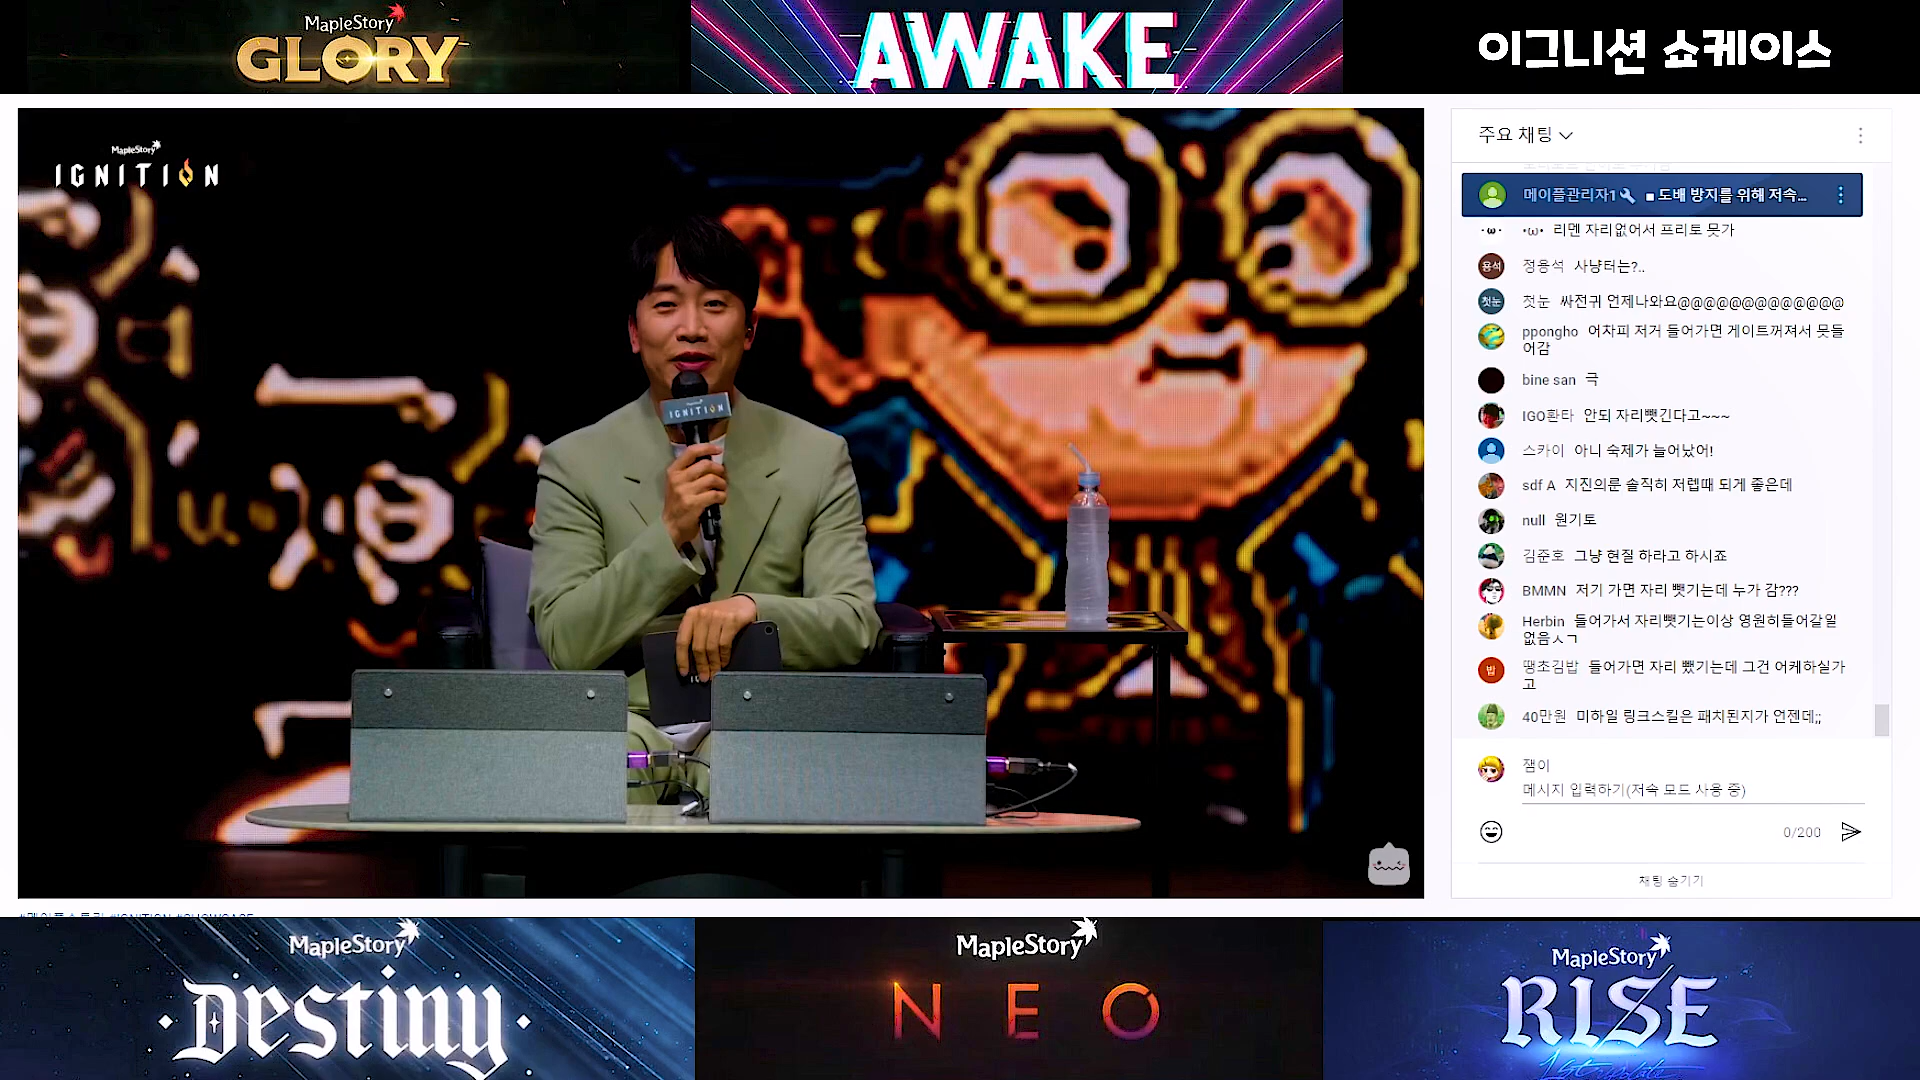 MapleStory
GLORY
AWAKE
이그니션 쇼케이스
MapleStory
IGNITION
IGNITION
주요 채팅
메이플관리자1 ■ 도배 방지를 위해 저속...
·ω· ·ω· 리멘 자리없어서 프리토 못가
용석 정용석 사냥터는?..
첫눈 첫눈 싸전귀 언제나와요@@@@@@@@@@@@@
ppongho 어차피 저거 들어가면 게이트꺼져서 못들
어감
bine san 극
IGO환타 안되 자리뺏긴다고~~~
스카이 아니 숙제가 늘어났어!
sdf A 지진의룬 솔직히 저렙때 되게 좋은데
null 원기토
김준호 그냥 현질 하라고 하시죠
BMMN 저기 가면 자리 뺏기는데 누가 감???
Herbin 들어가서 자리뺏기는이상 영원히들어갈일
없음ㅅㄱ
밥 땡초김밥 들어가면 자리 뺐기는데 그건 어케하실가
고
40만원 미하일 링크스킬은 패치된지가 언젠데;;
잼이
메시지 입력하기(저속 모드 사용 중)
0/200
채팅 숨기기
MapleStory
DESTINY
MapleStory
NEO
MapleStory
RISE
1st update